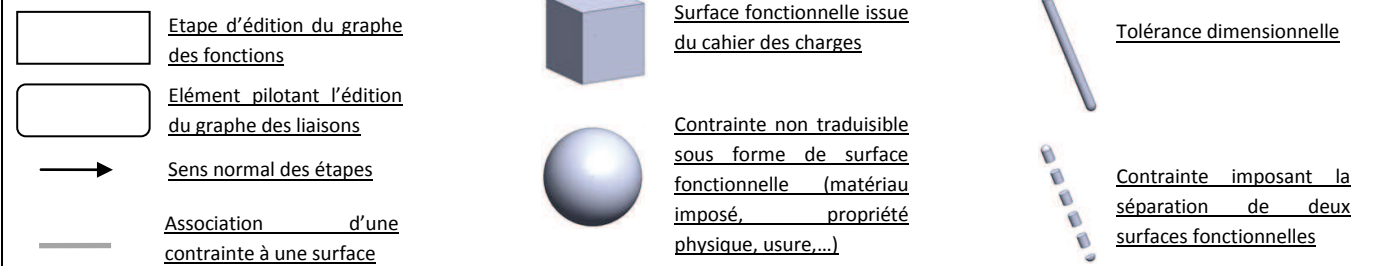 Etape d’édition du graphe
des fonctions
Elément pilotant l’édition
du graphe des liaisons
Sens normal des étapes
Association d’une
contrainte à une surface
Surface fonctionnelle issue
du cahier des charges
Contrainte non traduisible
sous forme de surface
fonctionnelle (matériau
imposé, propriété
physique, usure,…)
Tolérance dimensionnelle
Contrainte imposant la
séparation de deux
surfaces fonctionnelles